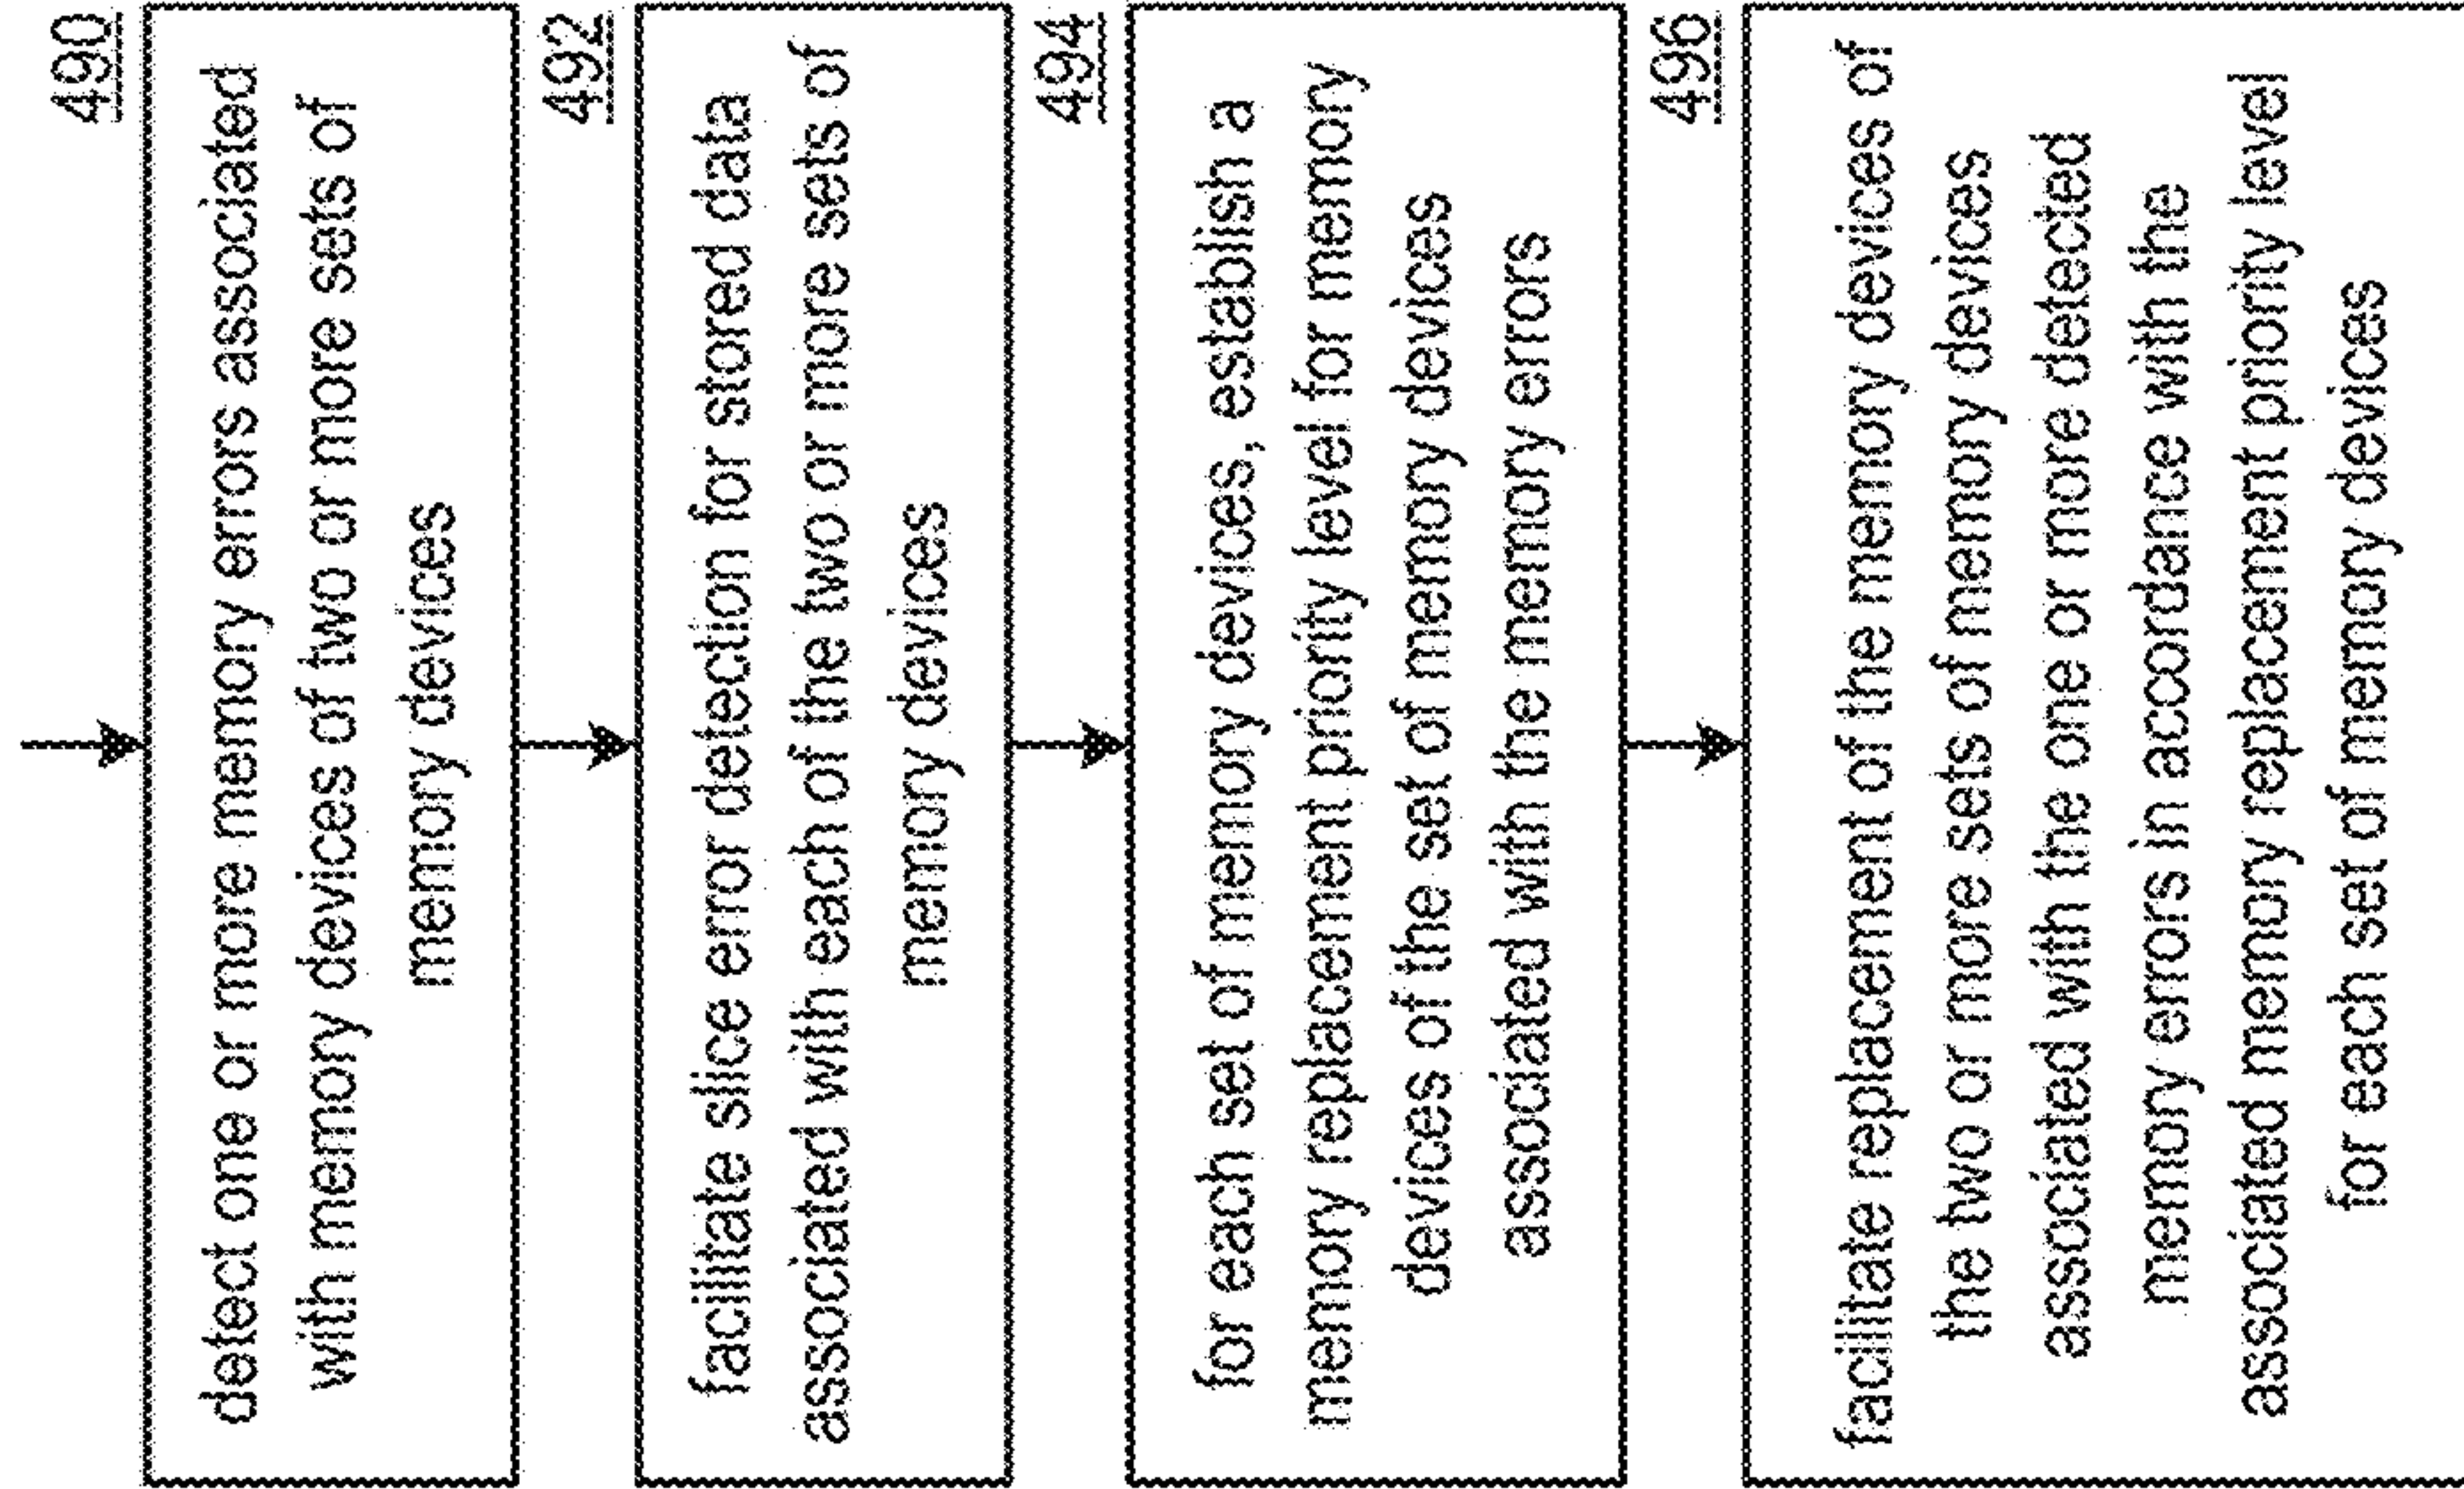 490
detect one or more memory errors associated
with memory devices of two or more sets of
memory devices
492
facilitate slice error detection for stored data
associated with each of the two or more sets of
memory devices
494
for each set of memory devices, establish a
memory replacement priority level for memory
devices of the set of memory devices
associated with the memory errors
496
facilitate replacement of the memory devices of
the two or more sets of memory devices
associated with the one or more detected
memory errors in accordance with the
associated memory replacement priority level
for each set of memory devices